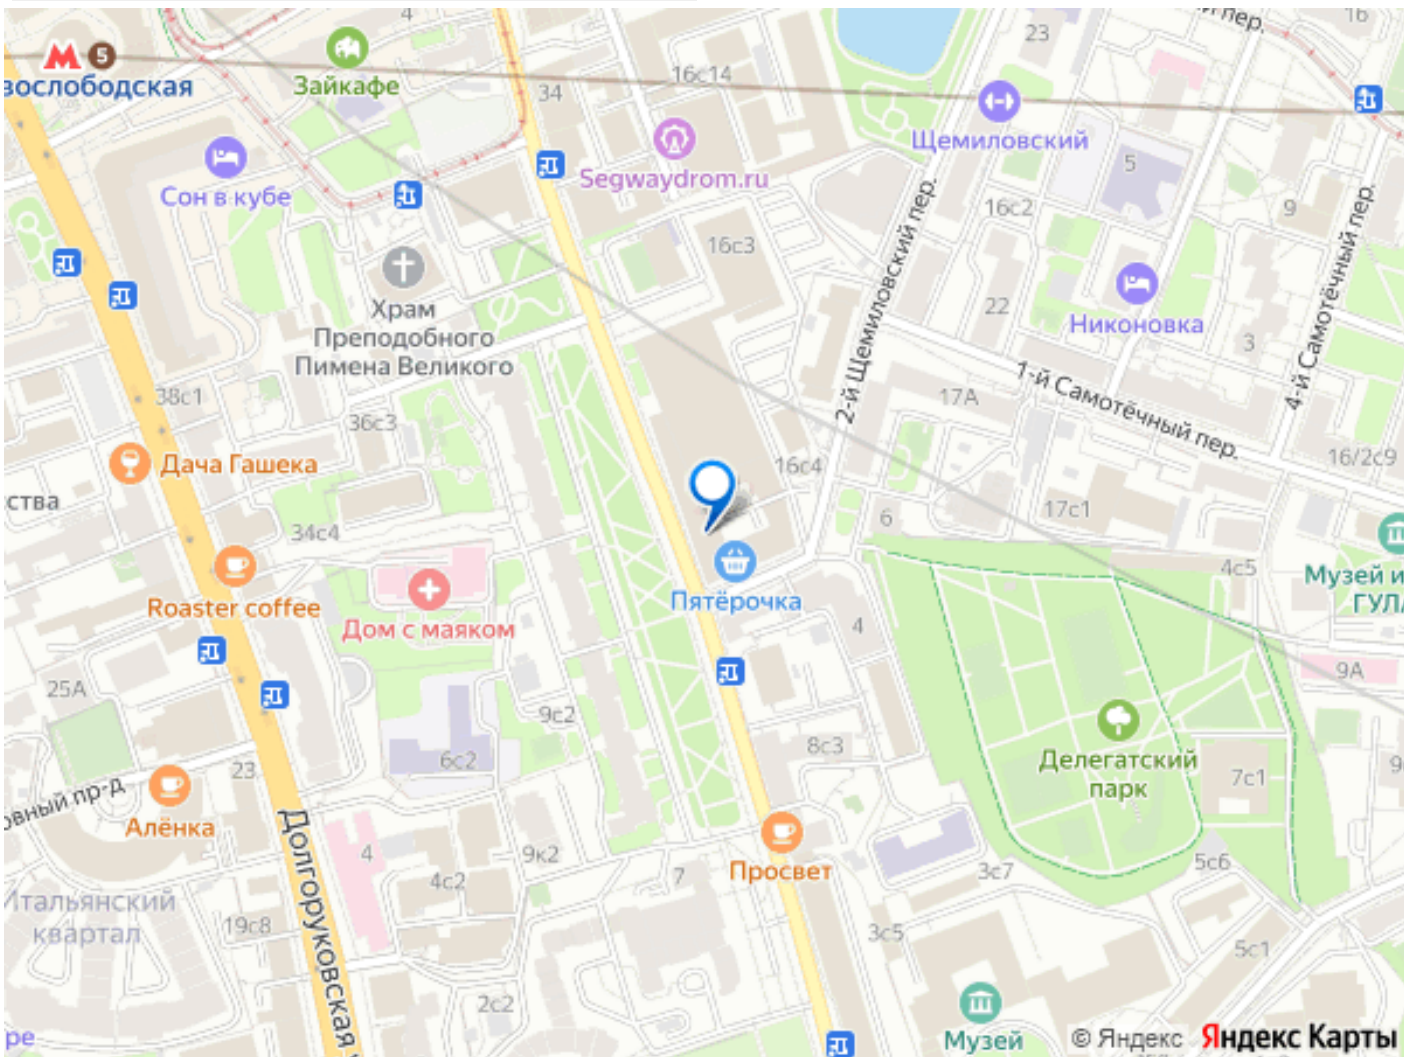 4
16
пер.
23
5
вослободская
Зайкафе
34
16с14
Щемиловский
Сон в кубе
Segwaydrom.ru
5
16с2
9
16с3
2-й Щемиловский пер.
4-й Самотёчный пер.
Храм
Преподобного
Пимена Великого
22
Никоновка
3
38с1
36с3
17А
1-й Самотёчный пер.
Дача Гашека
16с4
16/2с9
ства
34с4
6
17с1
Roaster coffee
Дом с маяком
Пятёрочка
4с5
Музей и
ГУЛ
4
9А
25А
9с2
8с3
6с2
Делегатский
парк
7с1
9
23
овный пр-д
Алёнка
Долгоруковская
4
4с2
9к2
7
Просвет
3с7
5с6
Итальянский
квартал
19с8
3с5
5с1
2с2
ре
Музей
© Яндекс Яндекс Карты